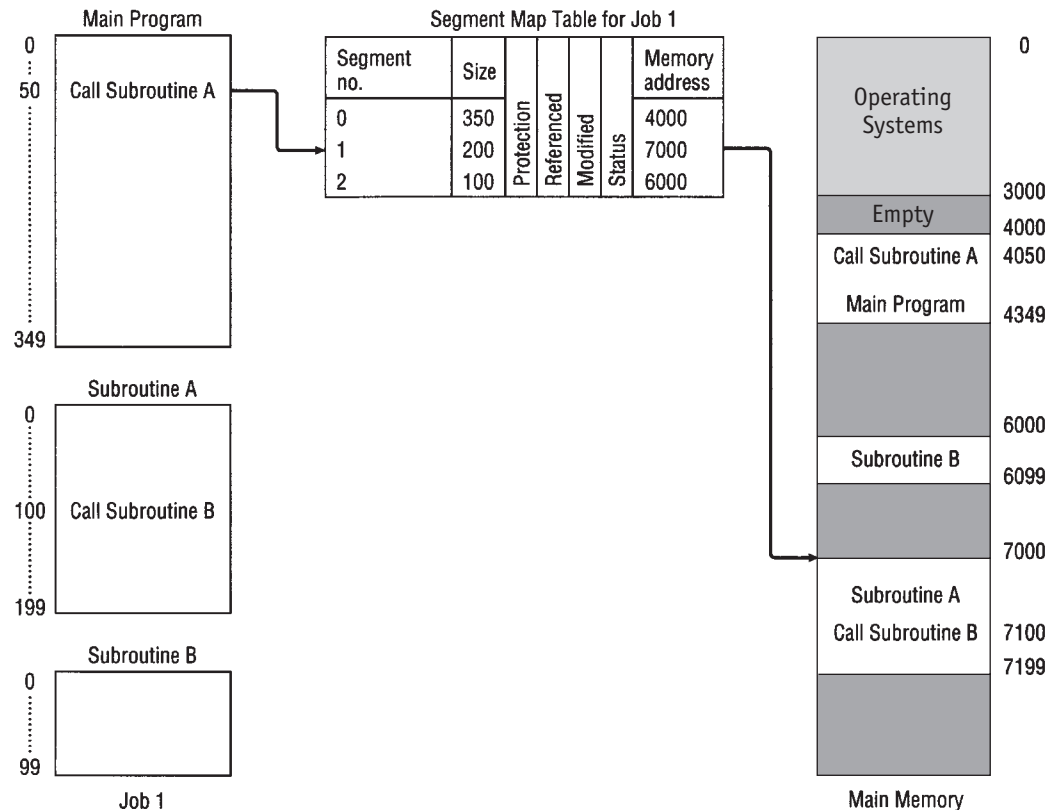 Main Program
0
50
Call Subroutine A
349
Subroutine A
0
100
Call Subroutine B
199
Subroutine B
0
99
Job 1
Segment Map Table for Job 1
Segment no.
Size
Protection
Referenced
Modified
Status
Memory address
0 350 4000
1 200 7000
2 100 6000
0
Operating
Systems
3000
Empty
4000
Call Subroutine A 4050
Main Program 4349
6000
Subroutine B
6099
7000
Subroutine A
Call Subroutine B 7100
7199
Main Memory